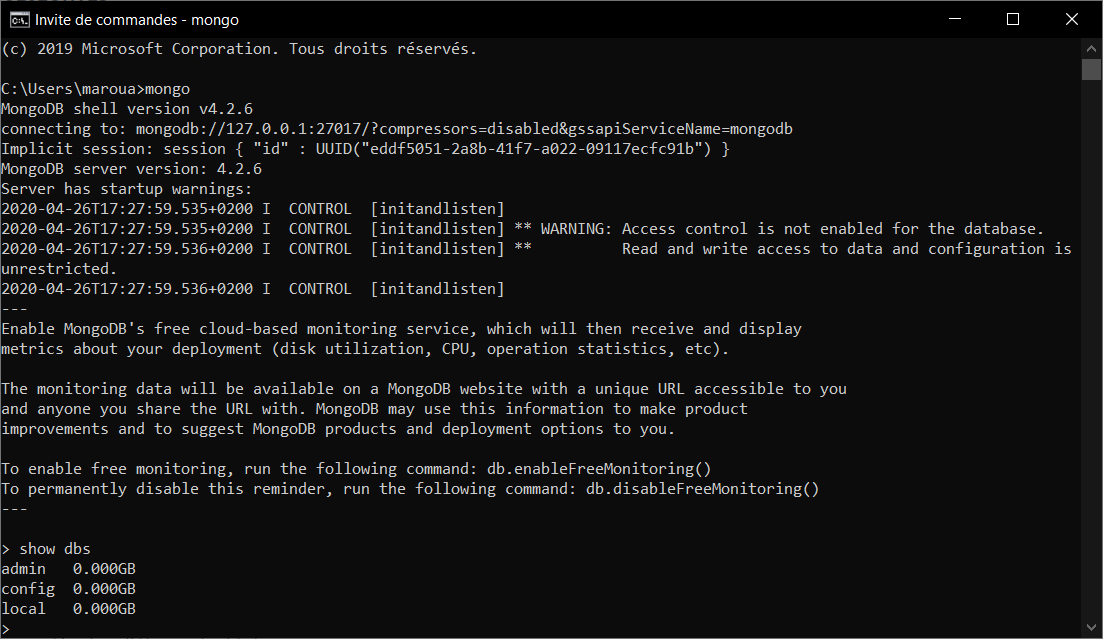 Invite de commandes - mongo
(c) 2019 Microsoft Corporation. Tous droits réservés.
C:\Users\maroua>mongo
MongoDB shell version v4.2.6
connecting to: mongodb://127.0.0.1:27017/?compressors=disabled&gssapiServiceName=mongodb
Implicit session: session { "id" : UUID("eddf5051-2a8b-41f7-a022-09117ecfc91b") }
MongoDB server version: 4.2.6
Server has startup warnings:
2020-04-26T17:27:59.535+0200 I  CONTROL  [initandlisten]
2020-04-26T17:27:59.535+0200 I  CONTROL  [initandlisten] ** WARNING: Access control is not enabled for the database.
2020-04-26T17:27:59.536+0200 I  CONTROL  [initandlisten] **          Read and write access to data and configuration is
unrestricted.
2020-04-26T17:27:59.536+0200 I  CONTROL  [initandlisten]
---
Enable MongoDB's free cloud-based monitoring service, which will then receive and display
metrics about your deployment (disk utilization, CPU, operation statistics, etc).
The monitoring data will be available on a MongoDB website with a unique URL accessible to you
and anyone you share the URL with. MongoDB may use this information to make product
improvements and to suggest MongoDB products and deployment options to you.
To enable free monitoring, run the following command: db.enableFreeMonitoring()
To permanently disable this reminder, run the following command: db.disableFreeMonitoring()
---
> show dbs
admin   0.000GB
config  0.000GB
local   0.000GB
>